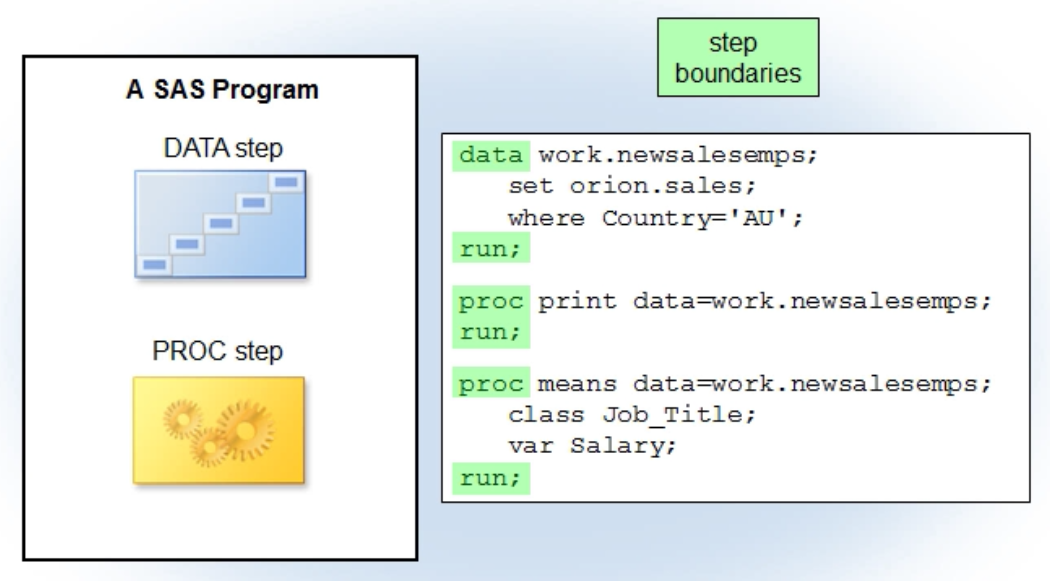 A SAS Program
DATA step
PROC step
step
boundaries
data work.newsalesemps;
set orion.sales;
where Country='AU';
run;
proc print data=work.newsalesemps;
run;
proc means data=work.newsalesemps;
class Job_Title;
var Salary;
run;